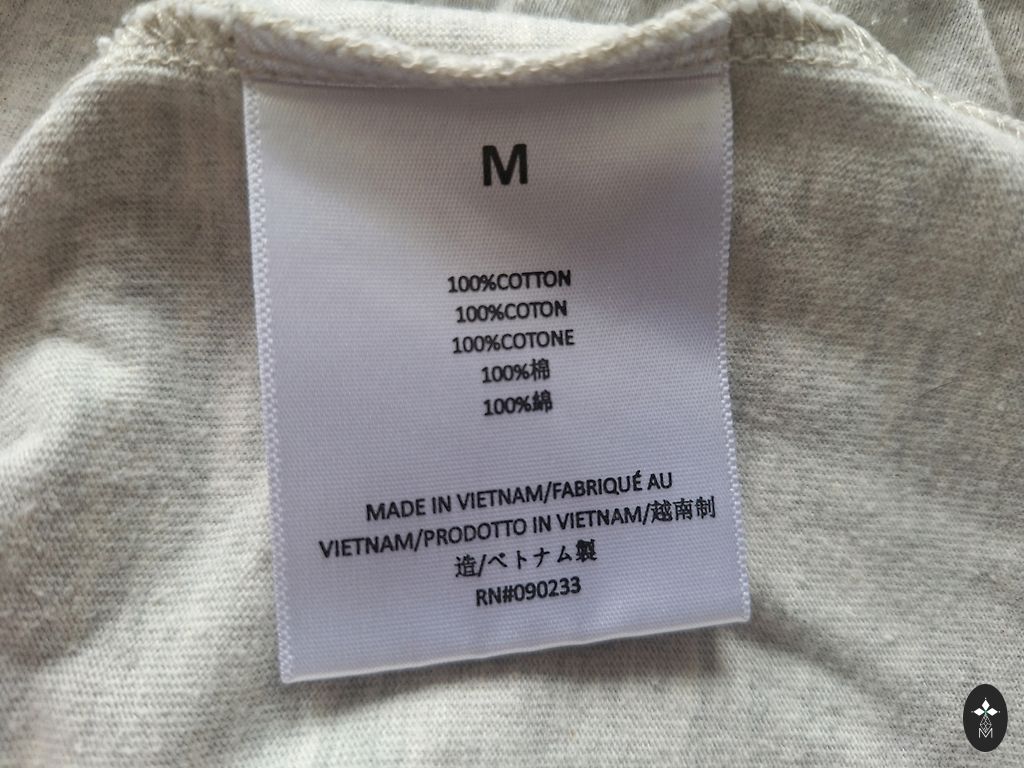 M
100%COTTON
100%COTON
100%COTONE
100%棉
100%綿
MADE IN VIETNAM/FABRIQUÉ AU
VIETNAM/PRODOTTO IN VIETNAM/越南制
造/ベトナム製
RN#090233
M